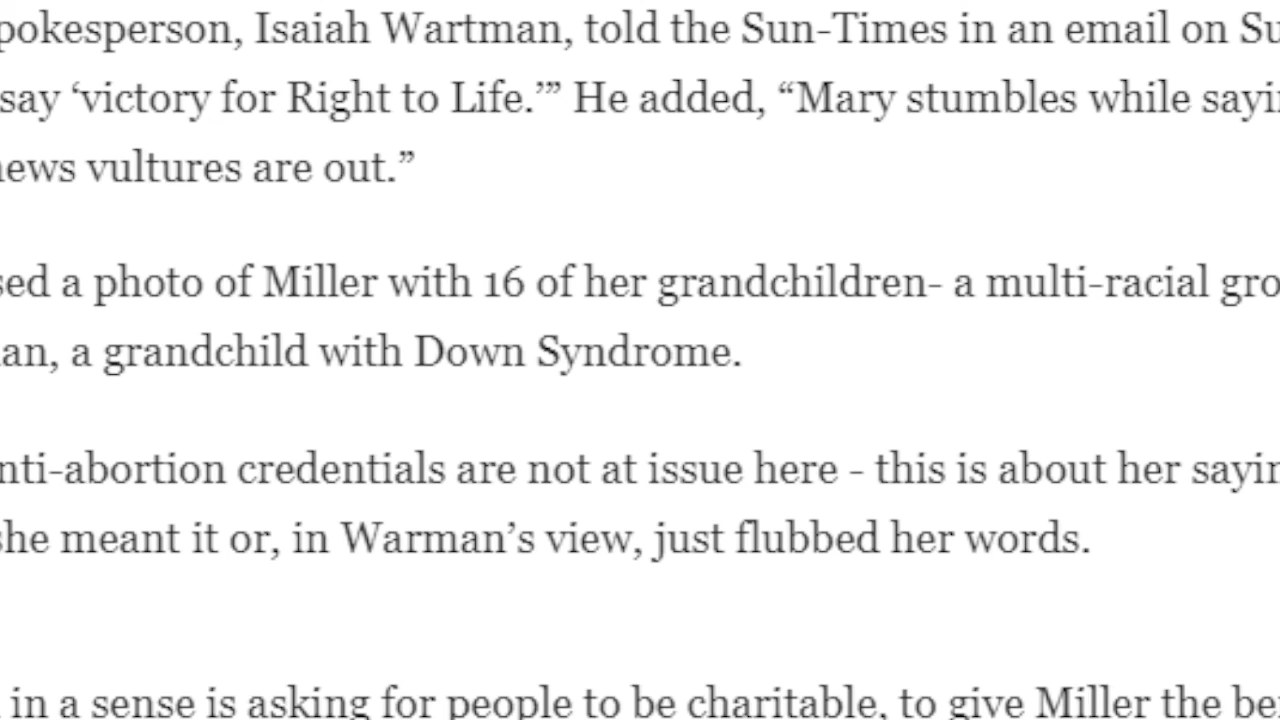 pokesperson, Isaiah Wartman, told the Sun-Times in an email on Su
say ‘victory for Right to Life.’” He added, “Mary stumbles while sayi
news vultures are out.”
sed a photo of Miller with 16 of her grandchildren- a multi-racial gro
an, a grandchild with Down Syndrome.
nti-abortion credentials are not at issue here - this is about her sayin
she meant it or, in Warman’s view, just flubbed her words.
in a sense is asking for people to be charitable, to give Miller the be